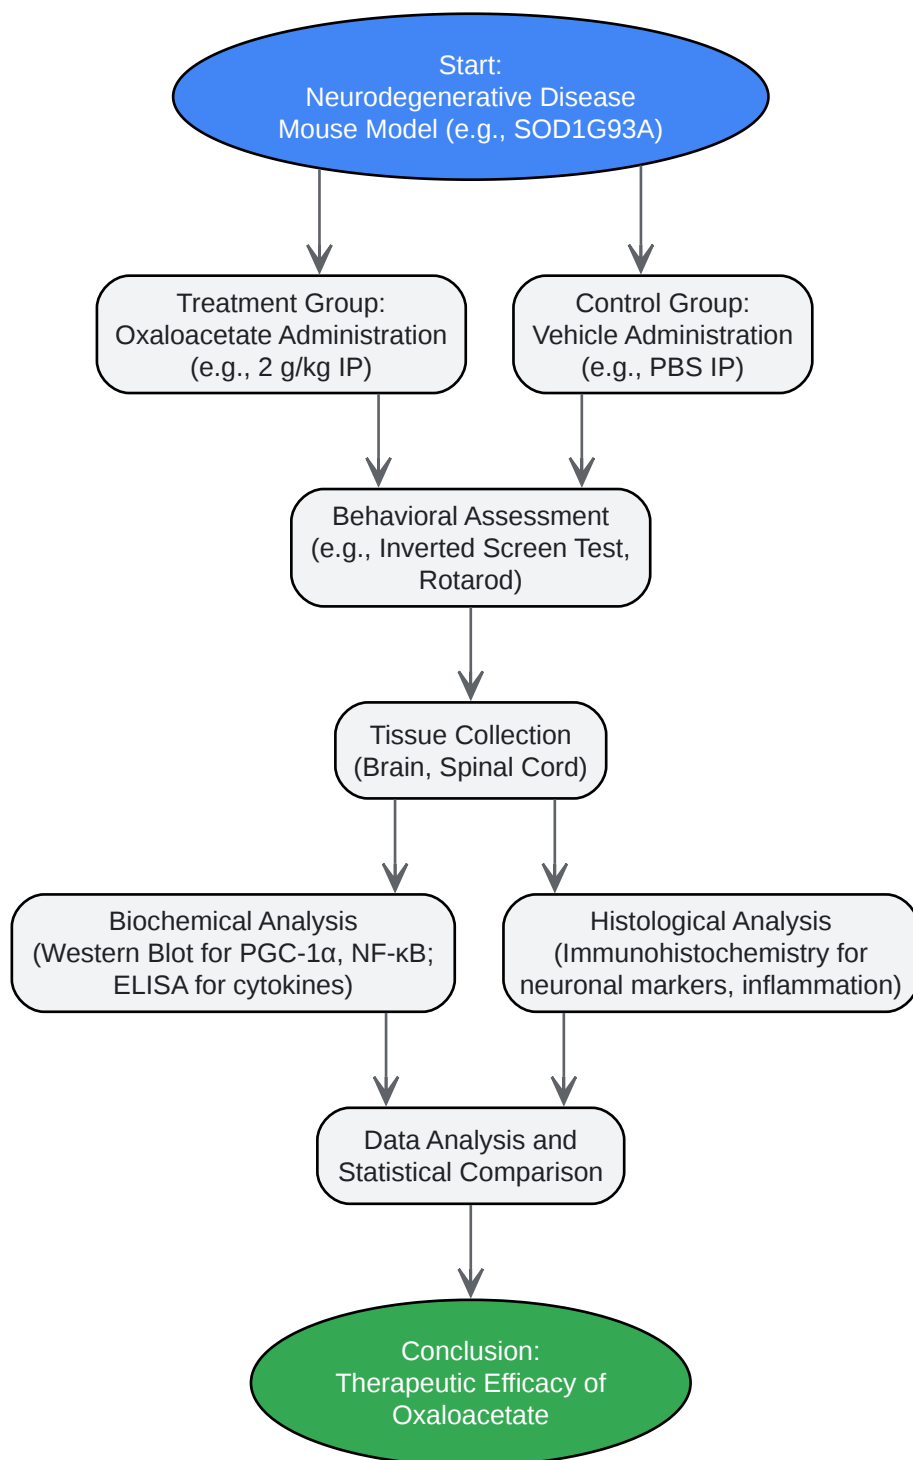 Start:
Neurodegenerative Disease
Mouse Model (e.g., SOD1G93A)
Treatment Group:
Oxaloacetate Administration
(e.g., 2 g/kg IP)
Control Group:
Vehicle Administration
(e.g., PBS IP)
Behavioral Assessment
(e.g., Inverted Screen Test,
Rotarod)
Tissue Collection
(Brain, Spinal Cord)
Biochemical Analysis
(Western Blot for PGC-1α, NF-κB;
ELISA for cytokines)
Histological Analysis
(Immunohistochemistry for
neuronal markers, inflammation)
Data Analysis and
Statistical Comparison
Conclusion:
Therapeutic Efficacy of
Oxaloacetate